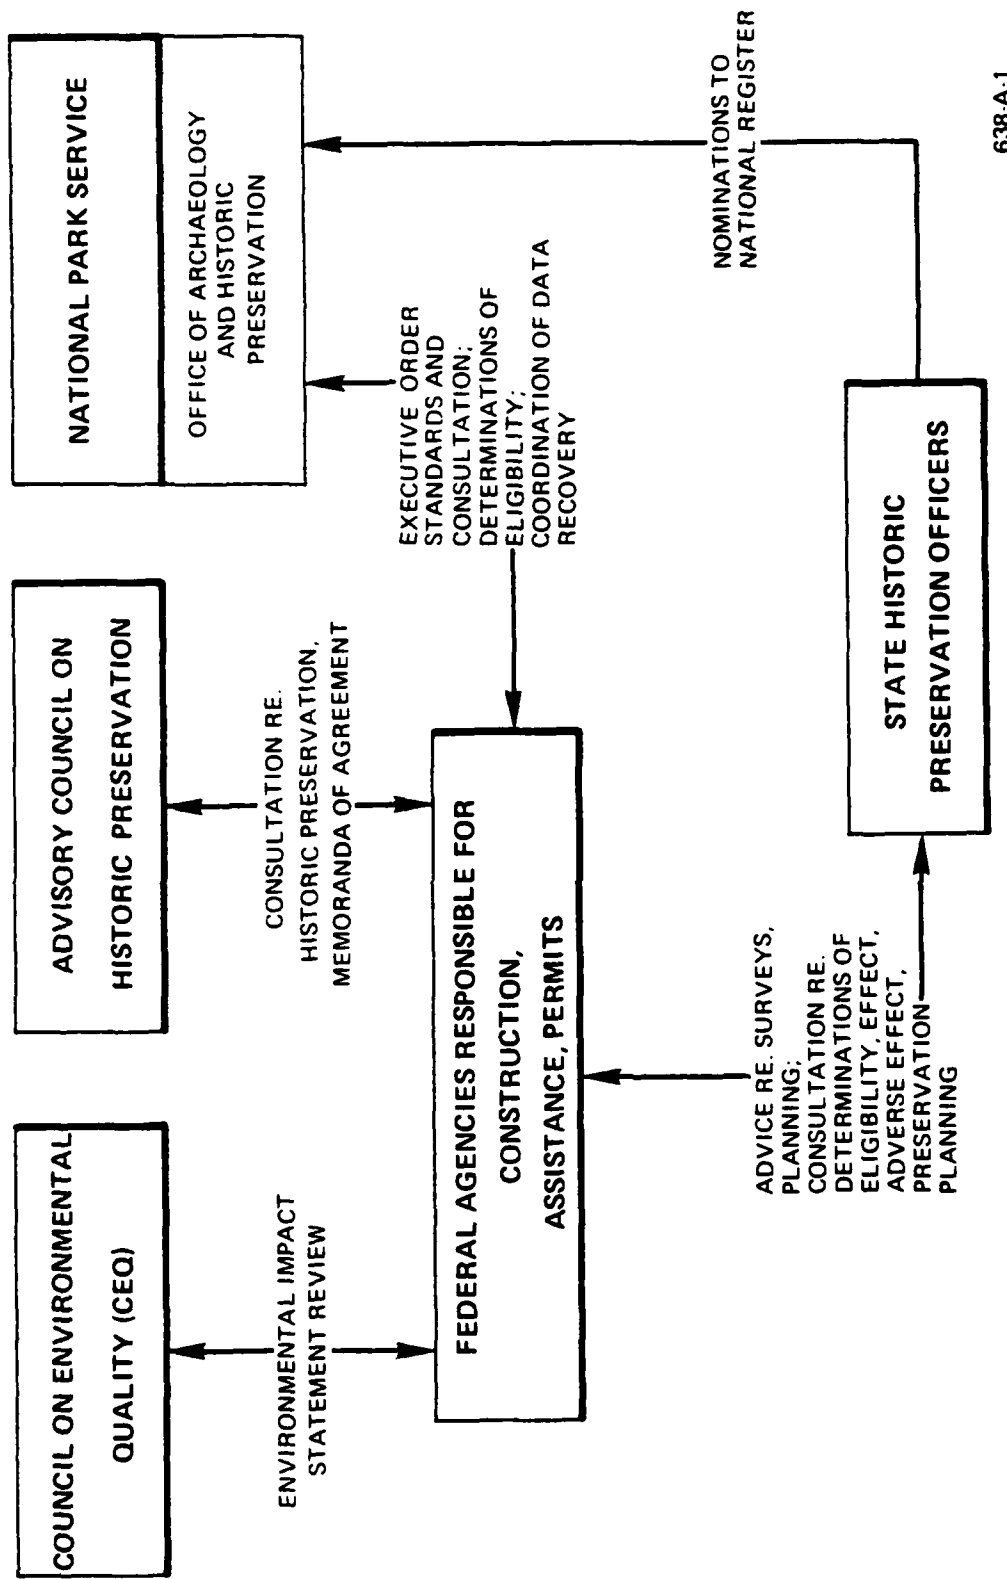 COUNCIL ON ENVIRONMENTAL
QUALITY (CEQ)
ADVISORY COUNCIL ON
HISTORIC PRESERVATION
NATIONAL PARK SERVICE
OFFICE OF ARCHAEOLOGY
AND HISTORIC
PRESERVATION
ENVIRONMENTAL IMPACT
STATEMENT REVIEW
CONSULTATION RE.
HISTORIC PRESERVATION,
MEMORANDA OF AGREEMENT
EXECUTIVE ORDER
STANDARDS AND
CONSULTATION;
DETERMINATIONS OF
ELIGIBILITY;
COORDINATION OF DATA
RECOVERY
FEDERAL AGENCIES RESPONSIBLE FOR
CONSTRUCTION,
ASSISTANCE, PERMITS
NOMINATIONS TO
NATIONAL REGISTER
ADVICE RE. SURVEYS,
PLANNING;
CONSULTATION RE.
DETERMINATIONS OF
ELIGIBILITY, EFFECT,
ADVERSE EFFECT,
PRESERVATION
PLANNING
STATE HISTORIC
PRESERVATION OFFICERS
638-A-1